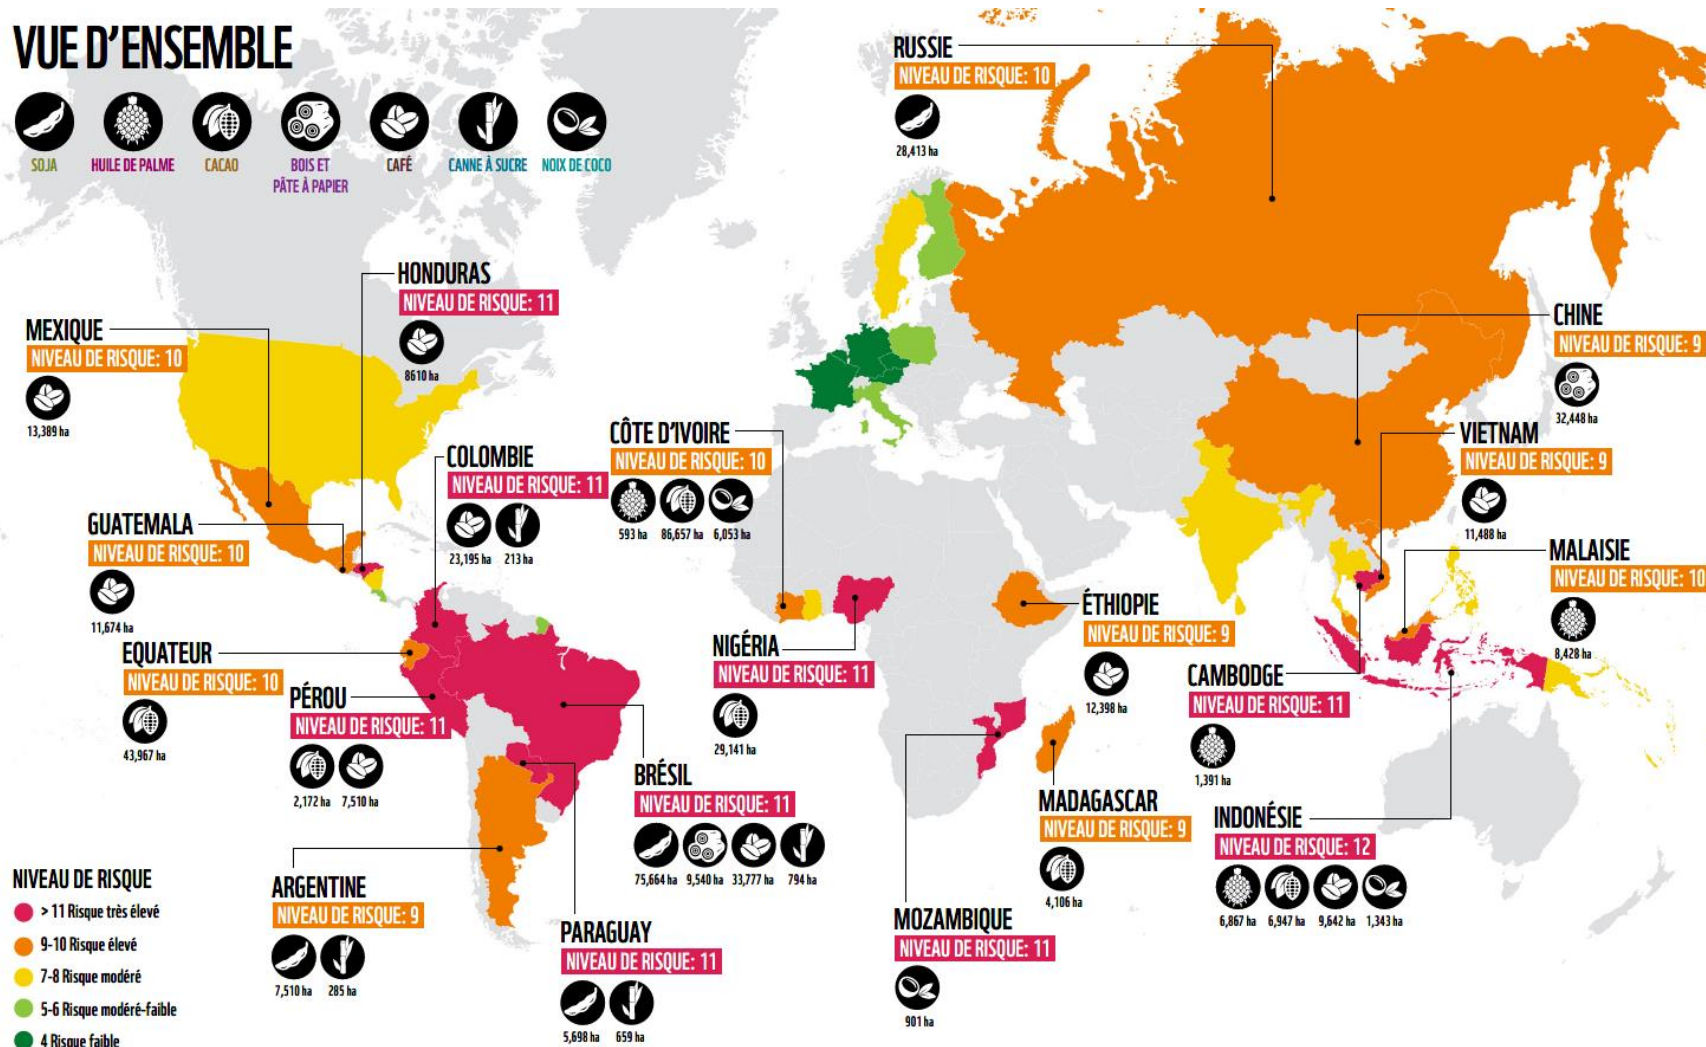 VUE D'ENSEMBLE
SOJA
HUILE DE PALME
CACAO
BOIS ET
PÂTE À PAPIER
CAFÉ
CANNE À SUCRE
NOIX DE COCO
RUSSIE
NIVEAU DE RISQUE: 10
28,413 ha
HONDURAS
NIVEAU DE RISQUE: 11
8610 ha
MEXIQUE
NIVEAU DE RISQUE: 10
13,389 ha
CHINE
NIVEAU DE RISQUE: 9
32,448 ha
CÔTE D'IVOIRE
NIVEAU DE RISQUE: 10
593 ha
86,657 ha
6,053 ha
COLOMBIE
NIVEAU DE RISQUE: 11
23,195 ha
213 ha
VIETNAM
NIVEAU DE RISQUE: 9
11,488 ha
GUATEMALA
NIVEAU DE RISQUE: 10
11,674 ha
MALAISIE
NIVEAU DE RISQUE: 10
8,428 ha
ÉTHIOPIE
NIVEAU DE RISQUE: 9
12,398 ha
EQUATEUR
NIVEAU DE RISQUE: 10
43,967 ha
NIGÉRIA
NIVEAU DE RISQUE: 11
29,141 ha
PÉROU
NIVEAU DE RISQUE: 11
2,172 ha
7,510 ha
CAMBODGE
NIVEAU DE RISQUE: 11
1,391 ha
BRÉSIL
NIVEAU DE RISQUE: 11
75,664 ha
9,540 ha
33,777 ha
794 ha
MADAGASCAR
NIVEAU DE RISQUE: 9
4,106 ha
INDONÉSIE
NIVEAU DE RISQUE: 12
6,867 ha
6,947 ha
9,642 ha
1,343 ha
ARGENTINE
NIVEAU DE RISQUE: 9
7,510 ha
285 ha
PARAGUAY
NIVEAU DE RISQUE: 11
5,698 ha
659 ha
MOZAMBIQUE
NIVEAU DE RISQUE: 11
901 ha
NIVEAU DE RISQUE
> 11 Risque très élevé
9-10 Risque élevé
7-8 Risque modéré
5-6 Risque modéré-faible
4 Risque faible